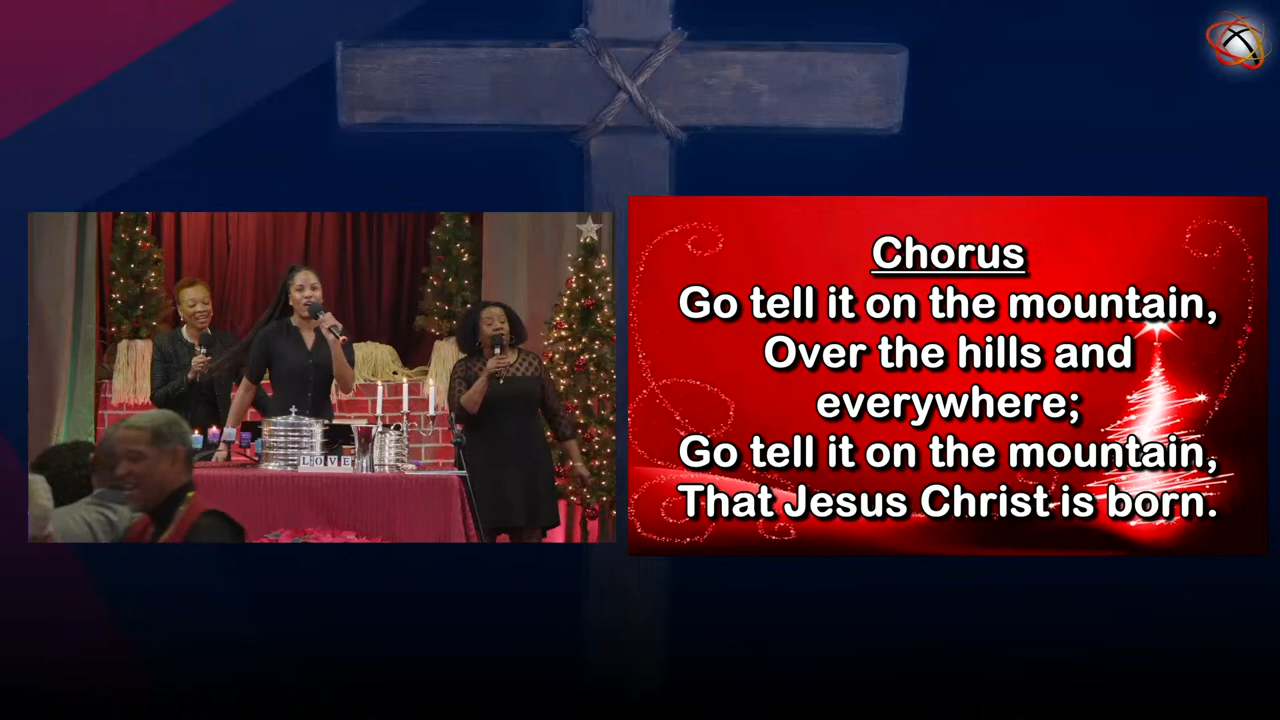 Chorus
Go tell it on the mountain,
Over the hills and
everywhere;
Go tell it on the mountain,
That Jesus Christ is born.
LOVE